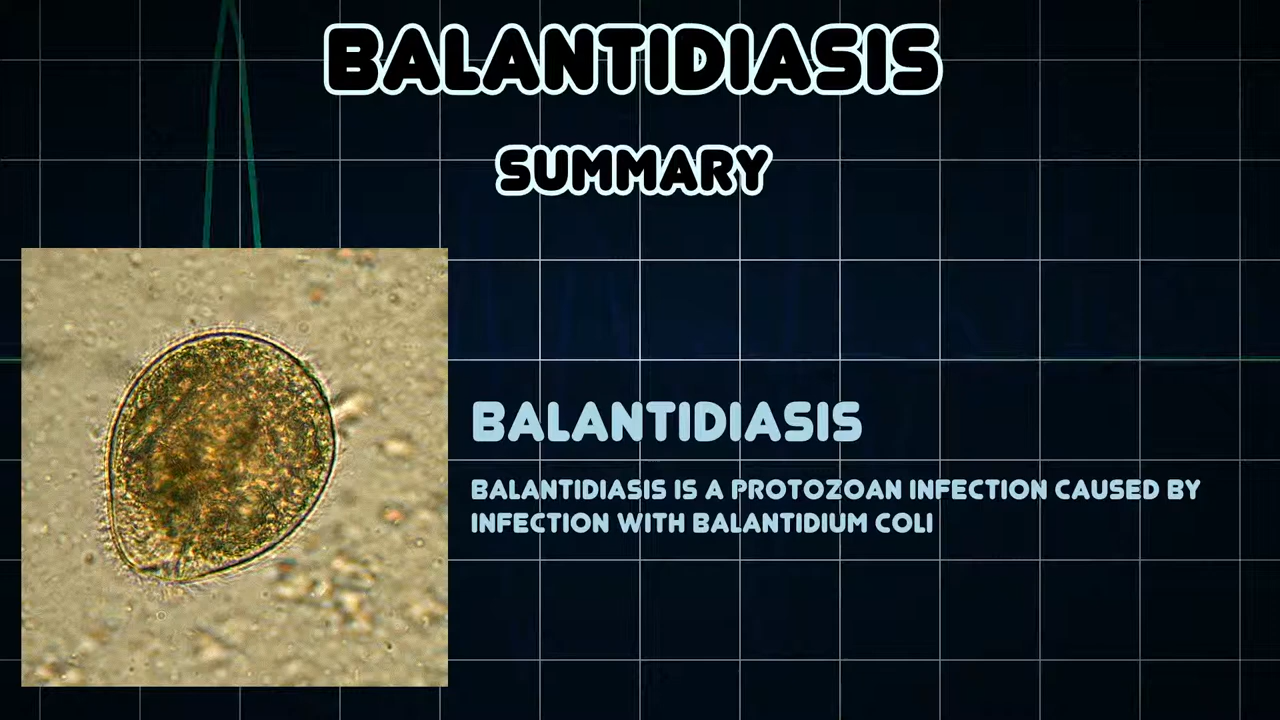 BALANTIDIASIS
SUMMARY
BALANTIDIASIS
BALANTIDIASIS IS A PROTOZOAN INFECTION CAUSED BY
INFECTION WITH BALANTIDIUM COLI